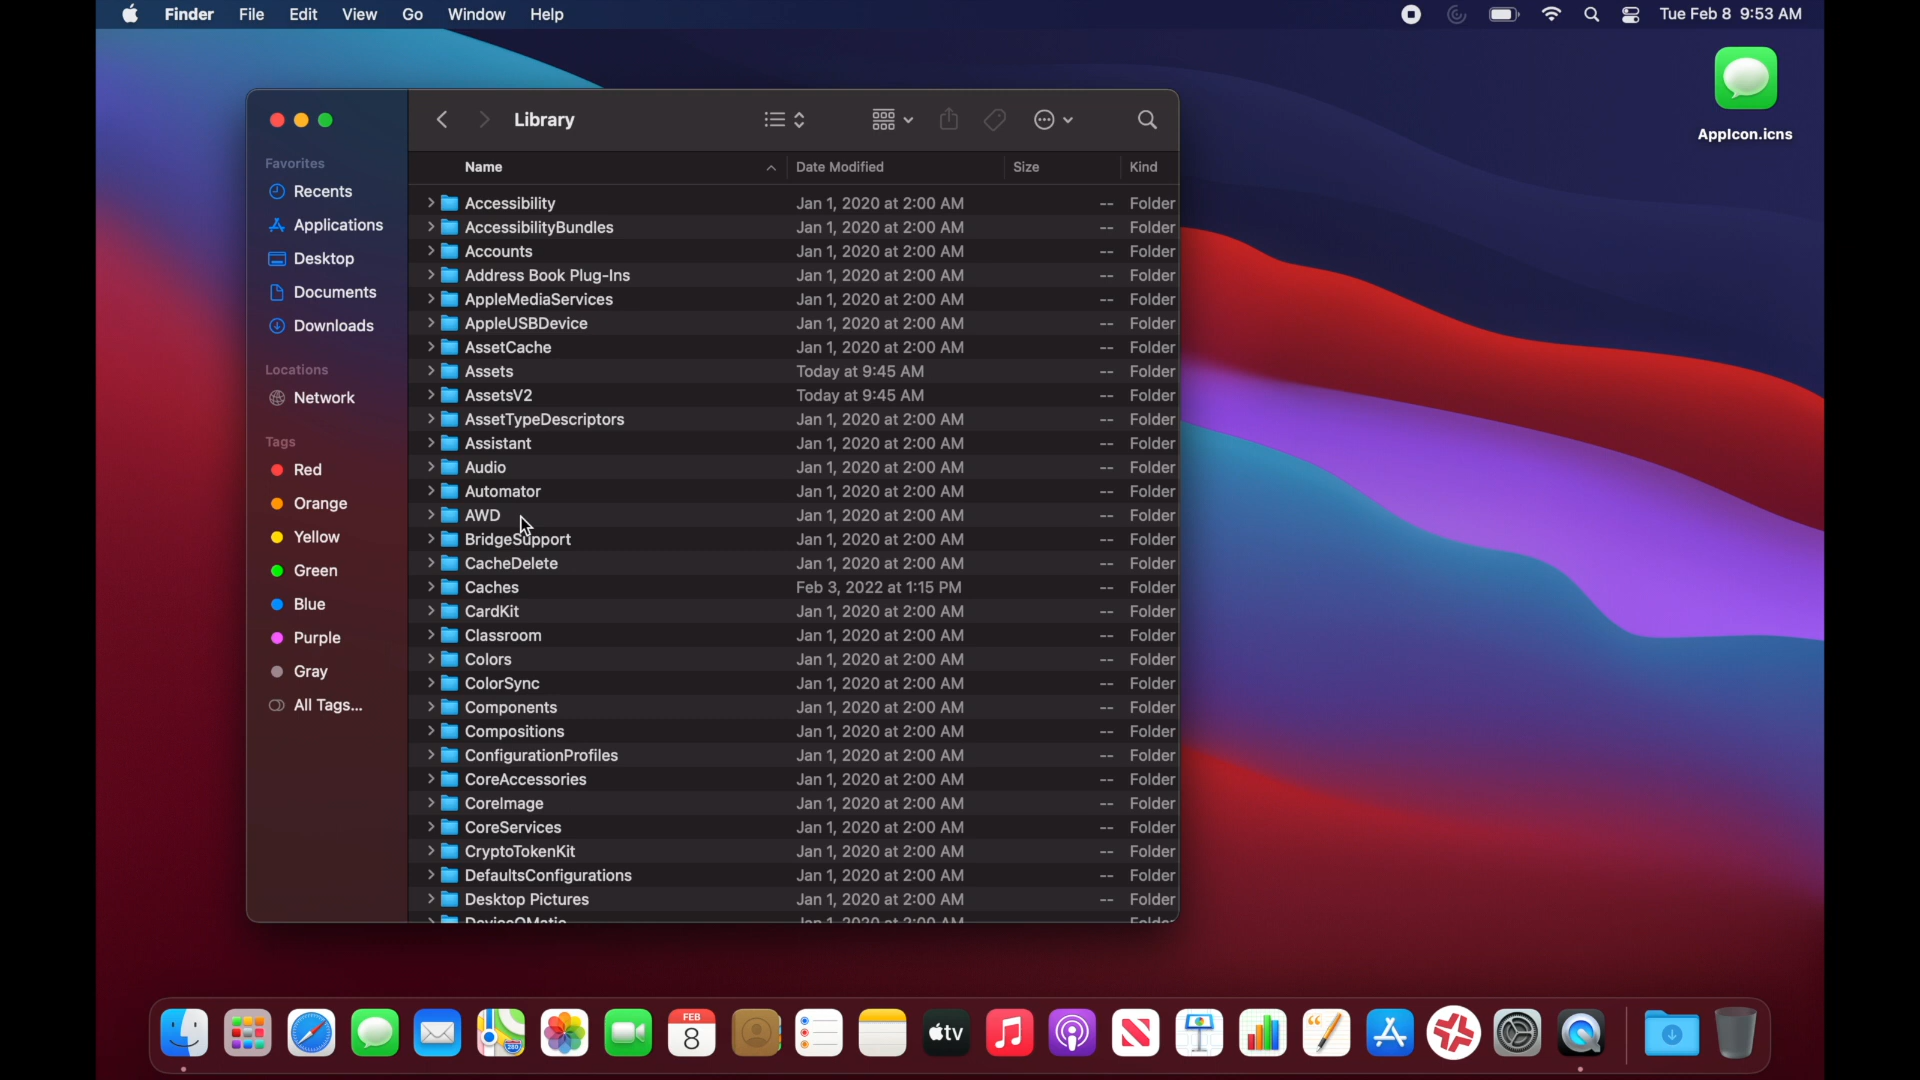 Finder File Edit View Go Window Help Tue Feb 8 9:53 AM
AppIcon.icns
Library
Favorites
Recents
Applications
Desktop
Documents
Downloads
Locations
Network
Tags
Red
Orange
Yellow
Green
Blue
Purple
Gray
All Tags...
Name Date Modified Size Kind
Accessibility Jan 1, 2020 at 2:00 AM -- Folder
AccessibilityBundles Jan 1, 2020 at 2:00 AM -- Folder
Accounts Jan 1, 2020 at 2:00 AM -- Folder
Address Book Plug-Ins Jan 1, 2020 at 2:00 AM -- Folder
AppleMediaServices Jan 1, 2020 at 2:00 AM -- Folder
AppleUSBDevice Jan 1, 2020 at 2:00 AM -- Folder
AssetCache Jan 1, 2020 at 2:00 AM -- Folder
Assets Today at 9:45 AM -- Folder
AssetsV2 Today at 9:45 AM -- Folder
AssetTypeDescriptors Jan 1, 2020 at 2:00 AM -- Folder
Assistant Jan 1, 2020 at 2:00 AM -- Folder
Audio Jan 1, 2020 at 2:00 AM -- Folder
Automator Jan 1, 2020 at 2:00 AM -- Folder
AWD Jan 1, 2020 at 2:00 AM -- Folder
BridgeSupport Jan 1, 2020 at 2:00 AM -- Folder
CacheDelete Jan 1, 2020 at 2:00 AM -- Folder
Caches Feb 3, 2022 at 1:15 PM -- Folder
CardKit Jan 1, 2020 at 2:00 AM -- Folder
Classroom Jan 1, 2020 at 2:00 AM -- Folder
Colors Jan 1, 2020 at 2:00 AM -- Folder
ColorSync Jan 1, 2020 at 2:00 AM -- Folder
Components Jan 1, 2020 at 2:00 AM -- Folder
Compositions Jan 1, 2020 at 2:00 AM -- Folder
ConfigurationProfiles Jan 1, 2020 at 2:00 AM -- Folder
CoreAccessories Jan 1, 2020 at 2:00 AM -- Folder
CoreImage Jan 1, 2020 at 2:00 AM -- Folder
CoreServices Jan 1, 2020 at 2:00 AM -- Folder
CryptoTokenKit Jan 1, 2020 at 2:00 AM -- Folder
DefaultsConfigurations Jan 1, 2020 at 2:00 AM -- Folder
Desktop Pictures Jan 1, 2020 at 2:00 AM -- Folder
DeviceOMatic Jan 1, 2020 at 2:00 AM -- Folder
280 FEB 8 tv